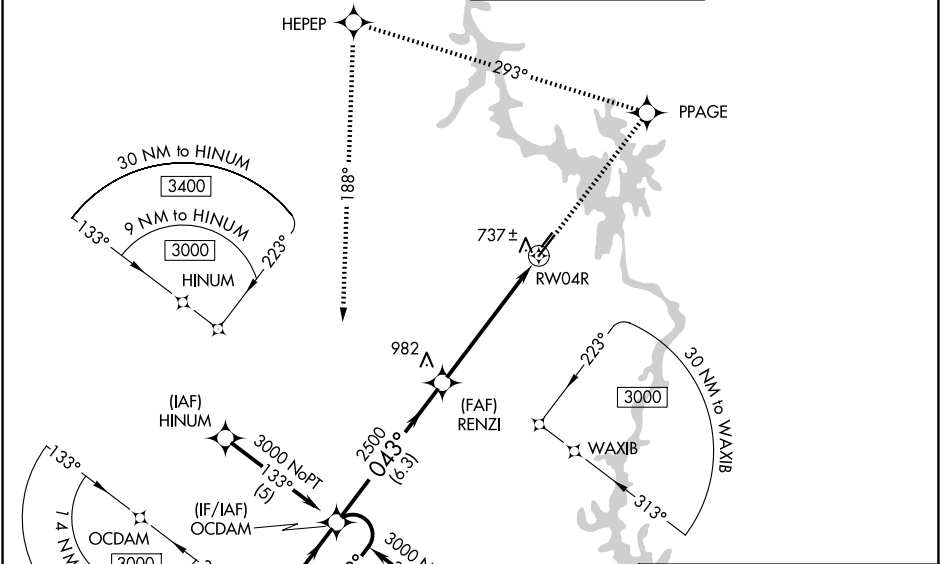 HEPEP
293°
PPAGE
30 NM to HINUM
3400
188°
133°
9 NM to HINUM
3000
223°
HINUM
737±
RW04R
982
223°
30 NM to WAXIB
3000
(IAF)
HINUM
(FAF)
RENZI
2500
043°
(6.3)
3000 NoPT
133°
(5)
WAXIB
313°
133°
(IF/IAF)
OCDAM
OCDAM
14 NM
3000
3000